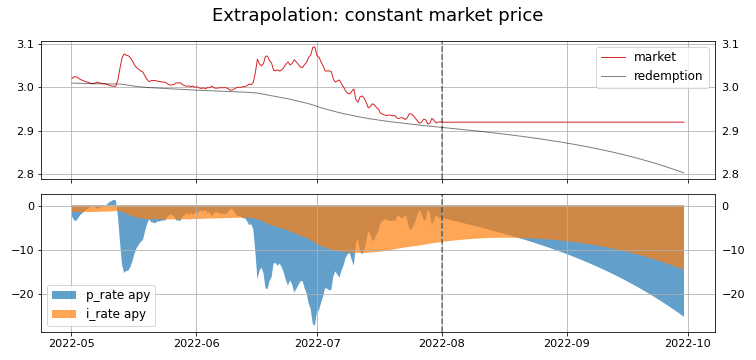 Extrapolation: constant market price
3.1
3.0
2.9
2.8
3.1
3.0
2.9
2.8
market
redemption
0
−10
−20
0
−10
−20
p_rate apy
i_rate apy
2022-05 2022-06 2022-07 2022-08 2022-09 2022-10